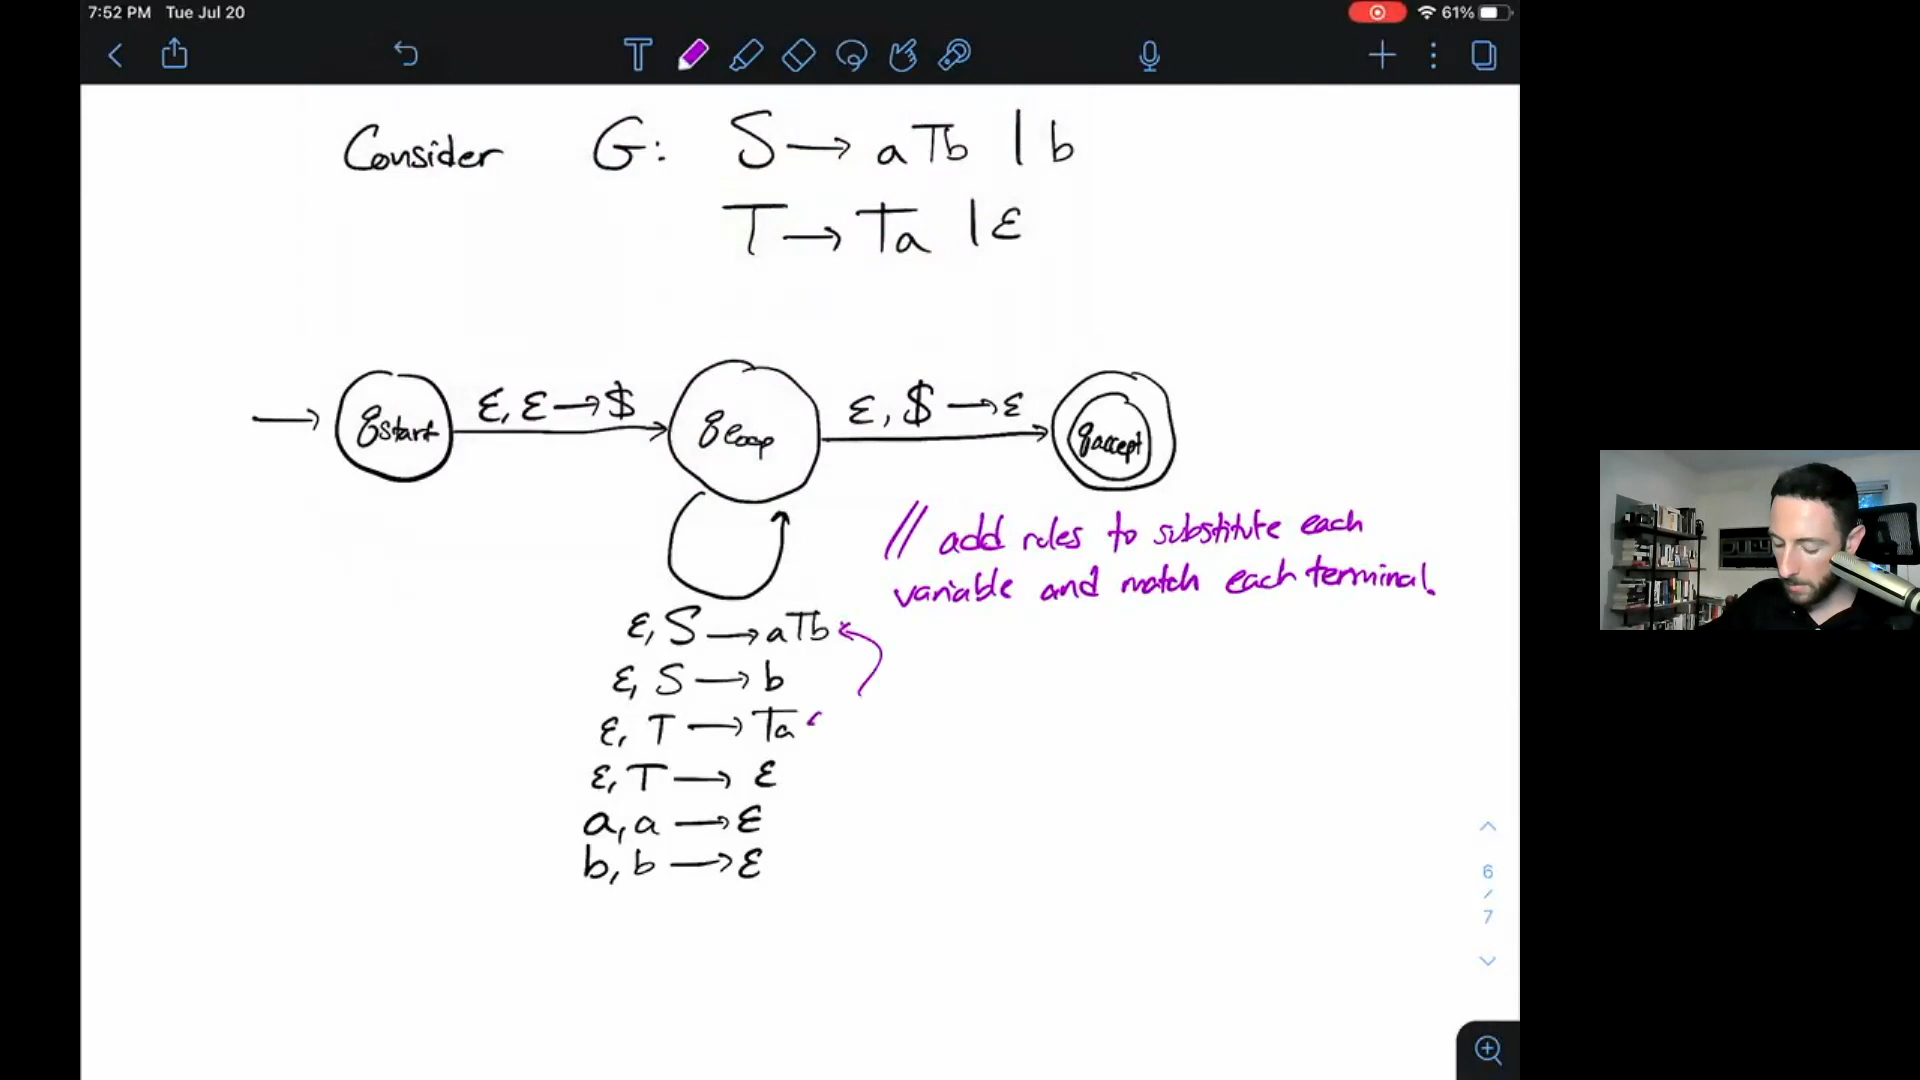 7:52 PM Tue Jul 20
61%
Consider G: S → aTb | b
T → Ta | ε
qstart
ε, ε → $
qloop
ε, $ → ε
qaccept
// add rules to substitute each
variable and match each terminal.
ε, S → aTb
ε, S → b
ε, T → Ta
ε, T → ε
a, a → ε
b, b → ε
6
/
7